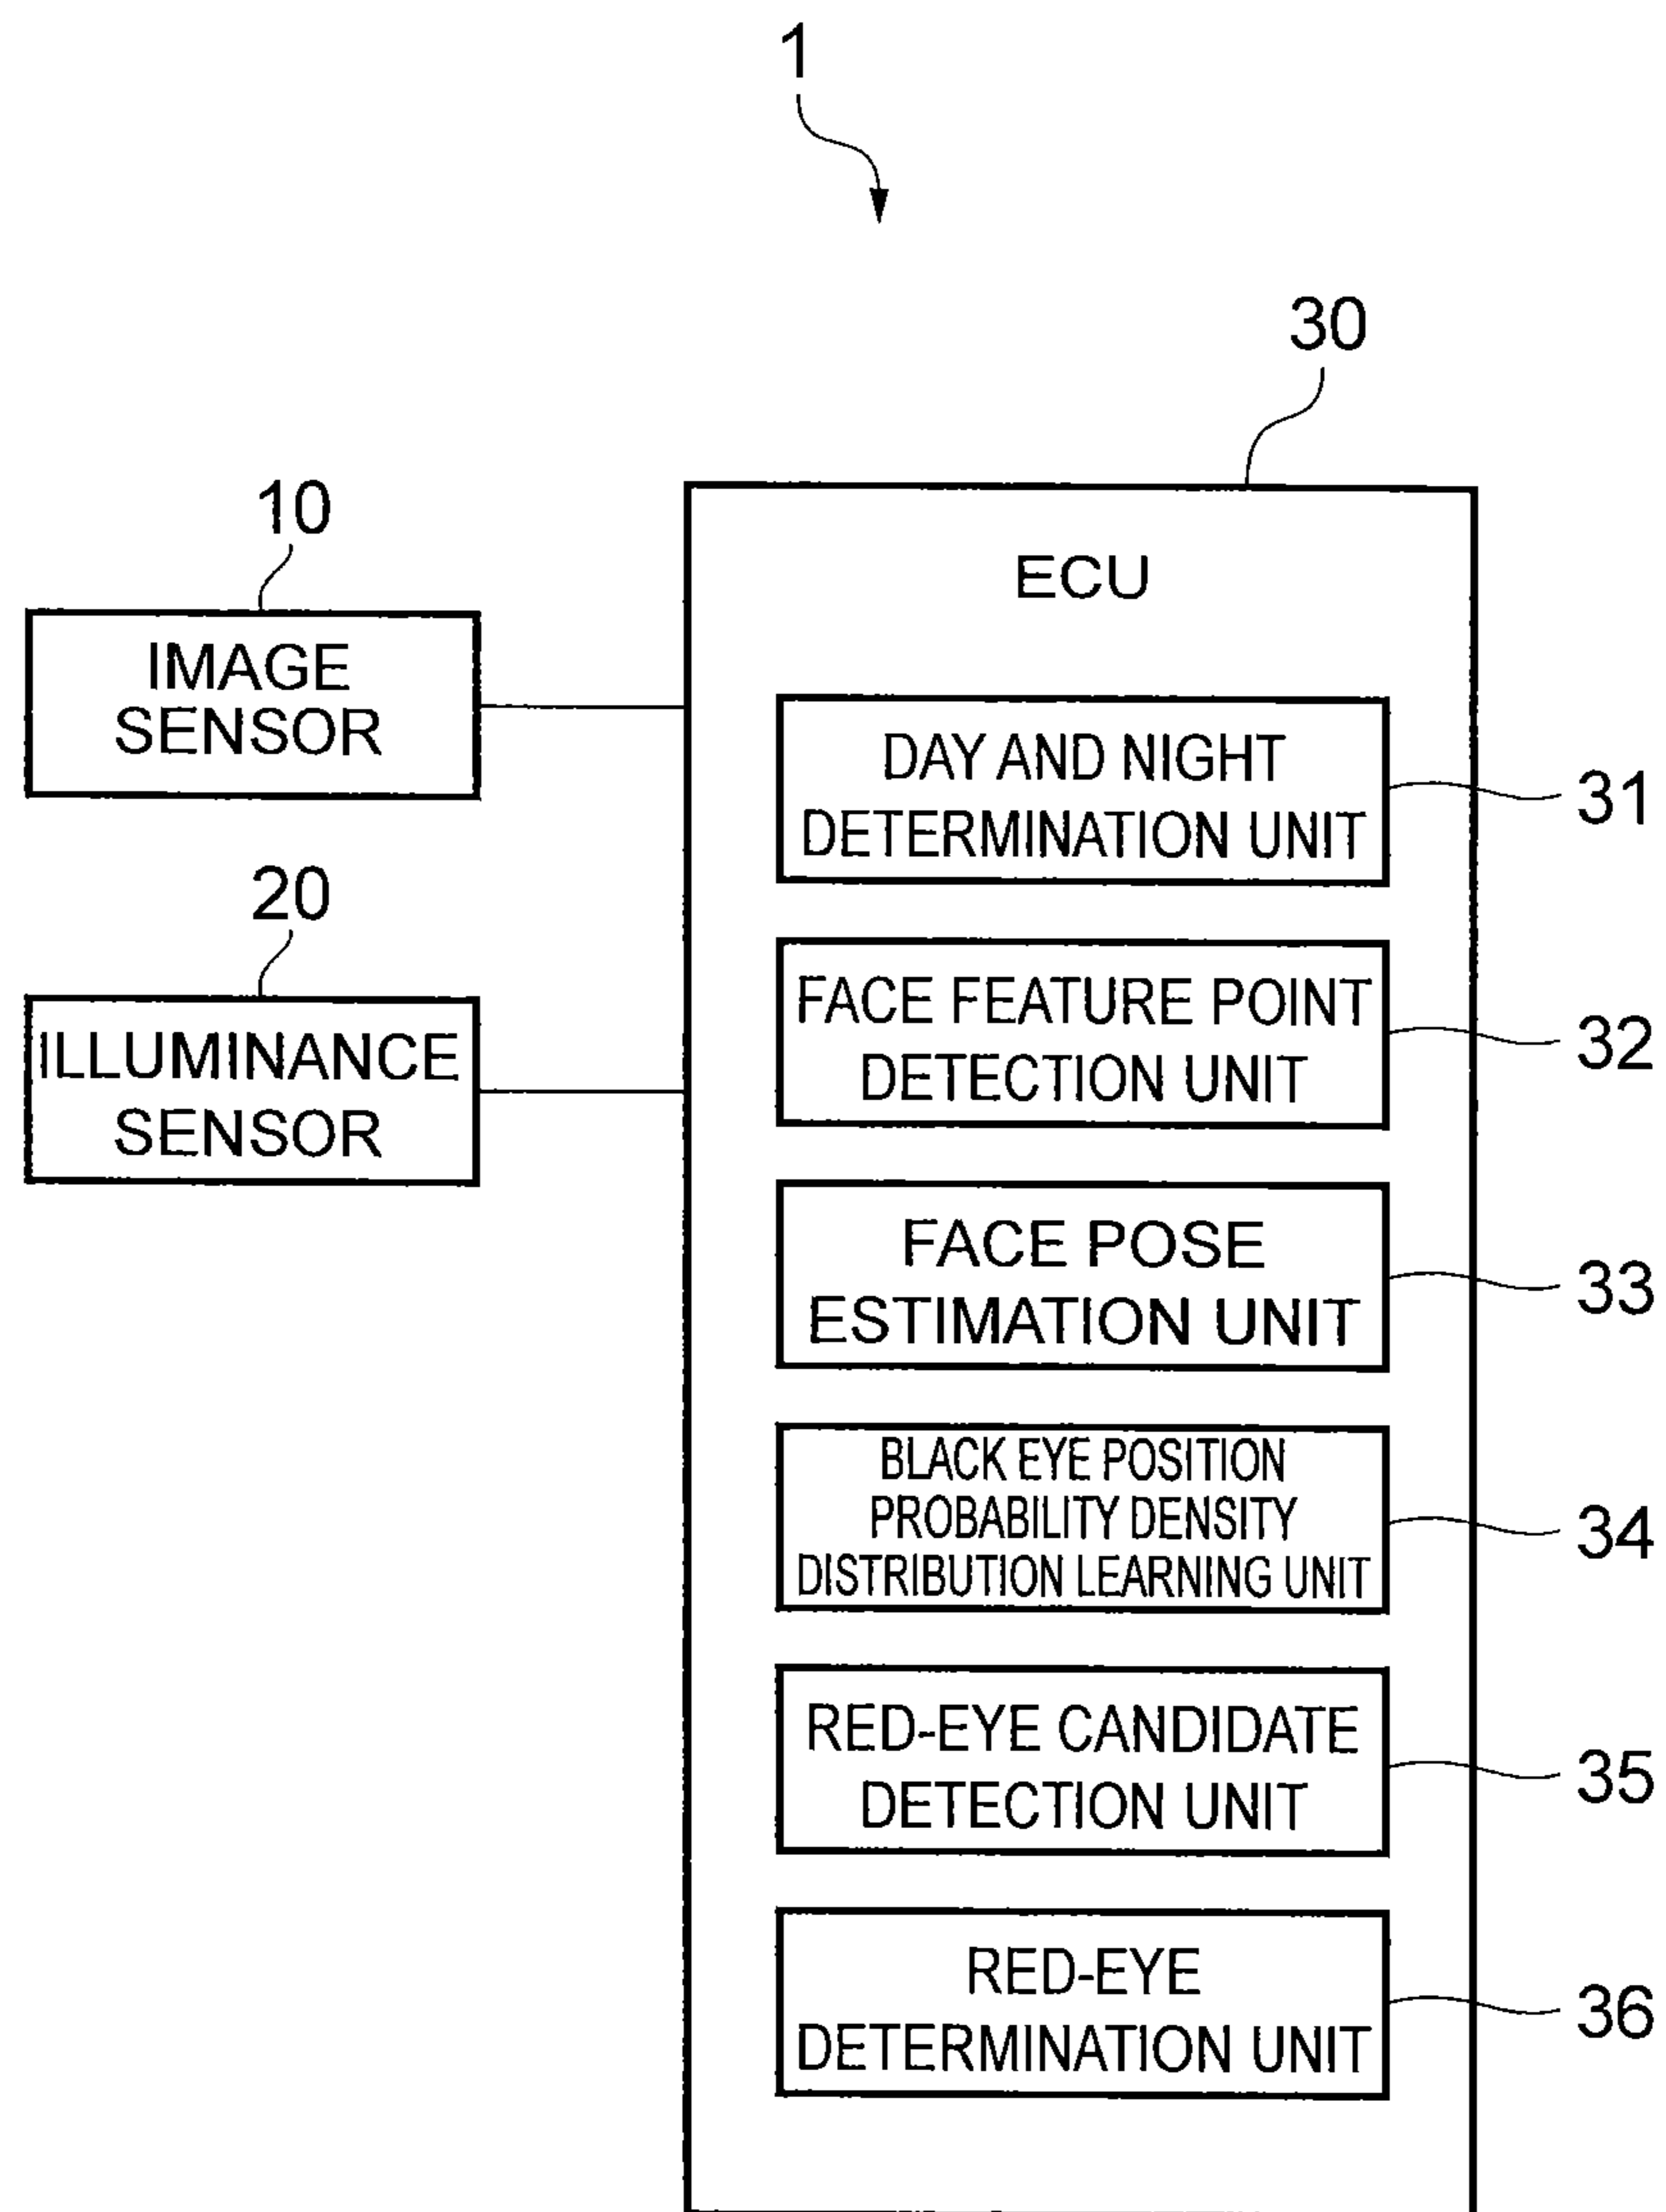 1
30
10
ECU
IMAGE
SENSOR
DAY AND NIGHT
DETERMINATION UNIT
31
20
FACE FEATURE POINT
DETECTION UNIT
32
ILLUMINANCE
SENSOR
FACE POSE
ESTIMATION UNIT
33
BLACK EYE POSITION
PROBABILITY DENSITY
DISTRIBUTION LEARNING UNIT
34
RED-EYE CANDIDATE
DETECTION UNIT
35
RED-EYE
DETERMINATION UNIT
36